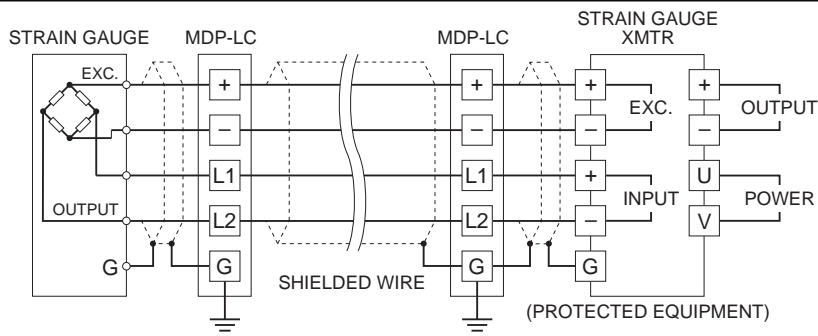 STRAIN GAUGE
MDP-LC
MDP-LC
STRAIN GAUGE
XMTR
EXC.
+
+
+
EXC.
+
OUTPUT
–
–
–
–
L1
L1
+
INPUT
U
POWER
OUTPUT
L2
L2
–
V
G
G
SHIELDED WIRE
G
G
(PROTECTED EQUIPMENT)